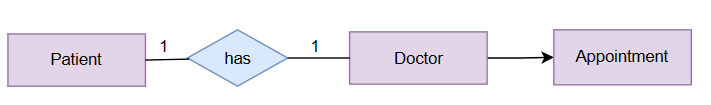 Patient
1
has
1
Doctor
Appointment